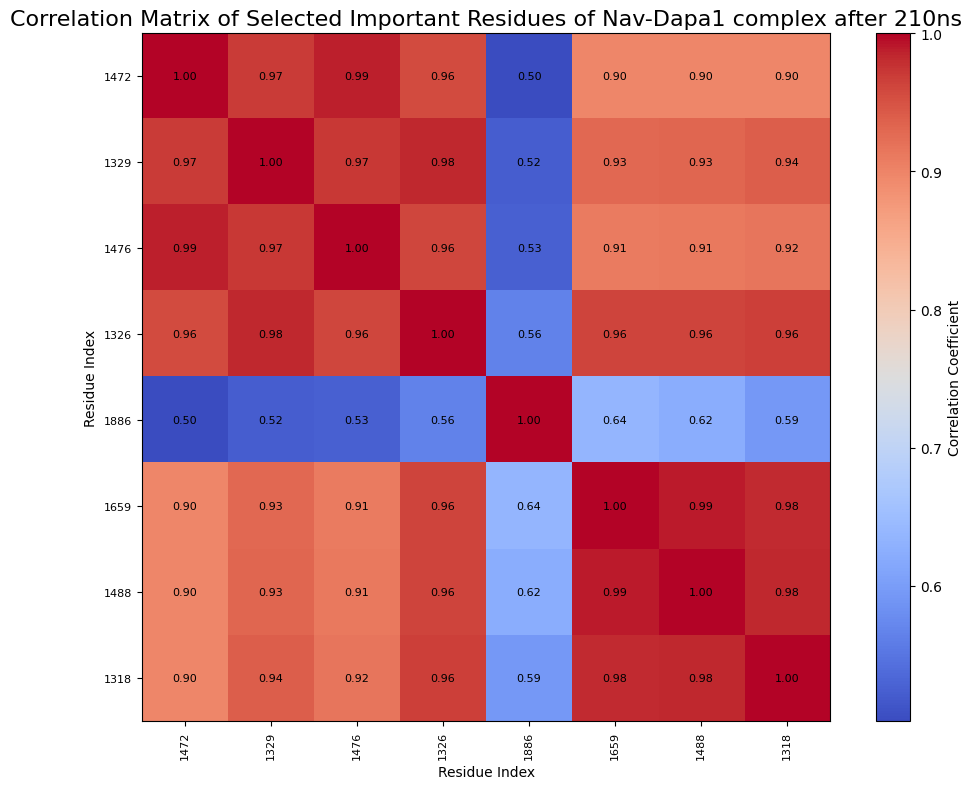 Correlation Matrix of Selected Important Residues of Nav-Dapa1 complex after 210ns
1472 1.00 0.97 0.99 0.96 0.50 0.90 0.90 0.90
1329 0.97 1.00 0.97 0.98 0.52 0.93 0.93 0.94
1476 0.99 0.97 1.00 0.96 0.53 0.91 0.91 0.92
1326 0.96 0.98 0.96 1.00 0.56 0.96 0.96 0.96
1886 0.50 0.52 0.53 0.56 1.00 0.64 0.62 0.59
1659 0.90 0.93 0.91 0.96 0.64 1.00 0.99 0.98
1488 0.90 0.93 0.91 0.96 0.62 0.99 1.00 0.98
1318 0.90 0.94 0.92 0.96 0.59 0.98 0.98 1.00
1472 1329 1476 1326 1886 1659 1488 1318
Residue Index
Residue Index
1.0
0.9
0.8
0.7
0.6
Correlation Coefficient